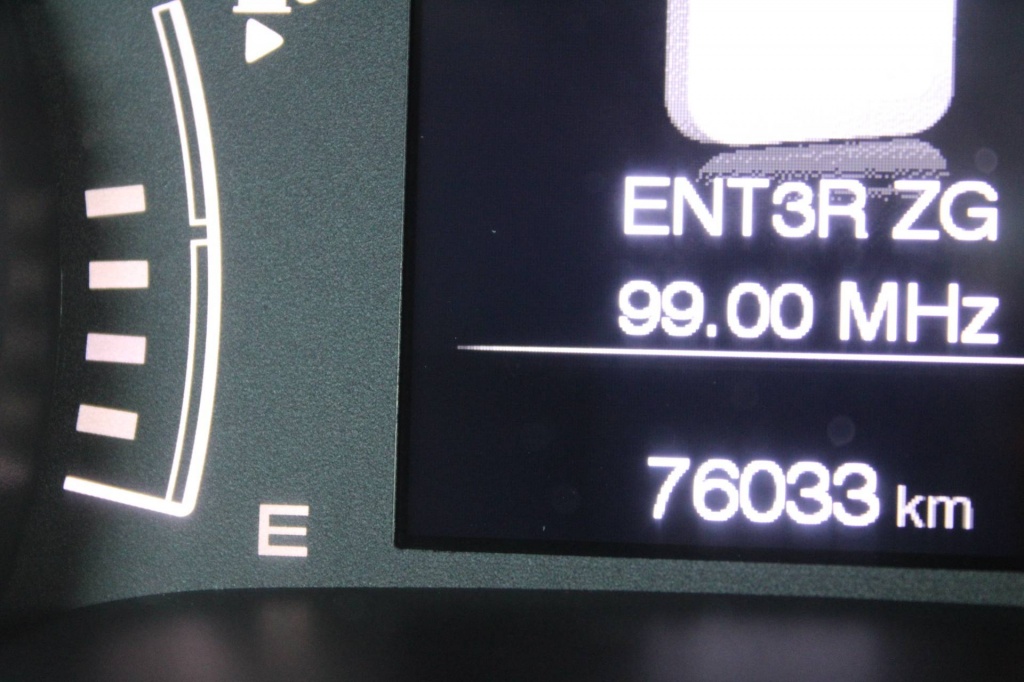 ENT3R ZG
99.00 MHz
76033 km
E